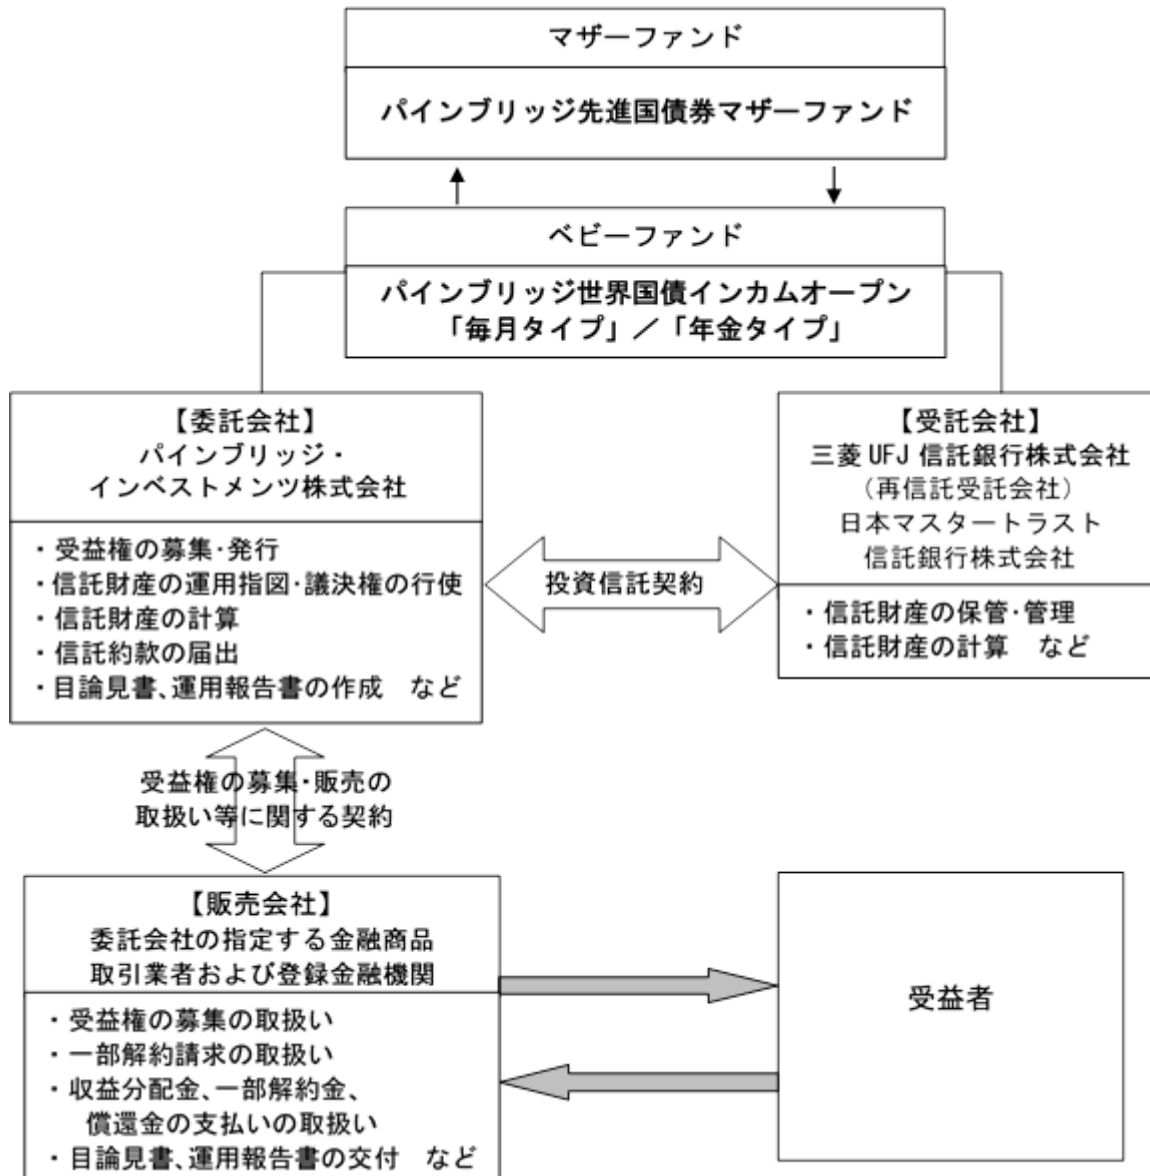 マザーファンド
パインブリッジ先進国債券マザーファンド
ベビーファンド
パインブリッジ世界国債インカムオープン
「毎月タイプ」／「年金タイプ」
【委託会社】
パインブリッジ・
インベストメンツ株式会社
・受益権の募集・発行
・信託財産の運用指図・議決権の行使
・信託財産の計算
・信託約款の届出
・目論見書、運用報告書の作成　など
投資信託契約
【受託会社】
三菱 UFJ 信託銀行株式会社
（再信託受託会社）
日本マスタートラスト
信託銀行株式会社
・信託財産の保管・管理
・信託財産の計算　など
受益権の募集・販売の
取扱い等に関する契約
【販売会社】
委託会社の指定する金融商品
取引業者および登録金融機関
・受益権の募集の取扱い
・一部解約請求の取扱い
・収益分配金、一部解約金、
償還金の支払いの取扱い
・目論見書、運用報告書の交付　など
受益者